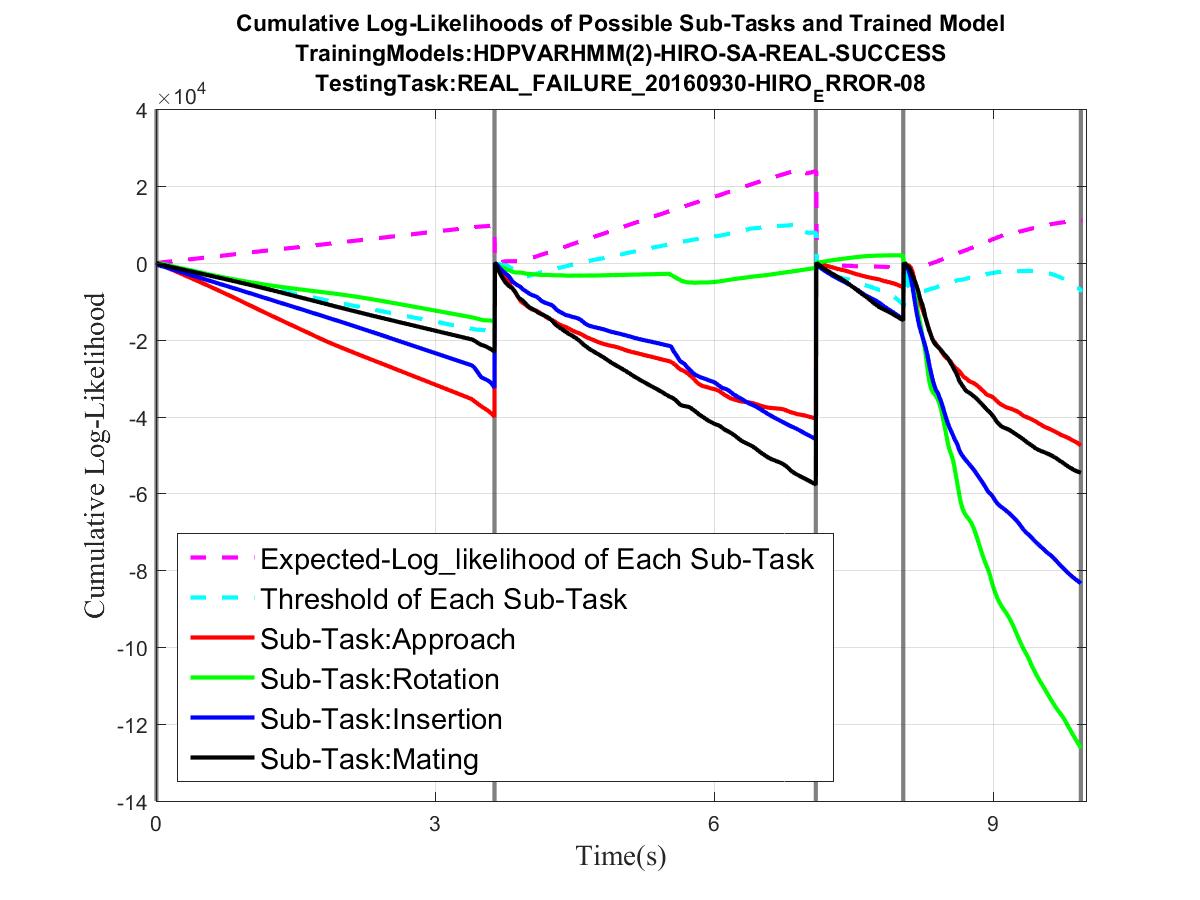 Cumulative Log-Likelihoods of Possible Sub-Tasks and Trained Model
TrainingModels:HDPVARHMM(2)-HIRO-SA-REAL-SUCCESS
TestingTask:REAL_FAILURE_20160930-HIROERROR-08
×10⁴
4
2
0
-2
-4
-6
-8
-10
-12
-14
Cumulative Log-Likelihood
Expected-Log_likelihood of Each Sub-Task
Threshold of Each Sub-Task
Sub-Task:Approach
Sub-Task:Rotation
Sub-Task:Insertion
Sub-Task:Mating
0 3 6 9
Time(s)